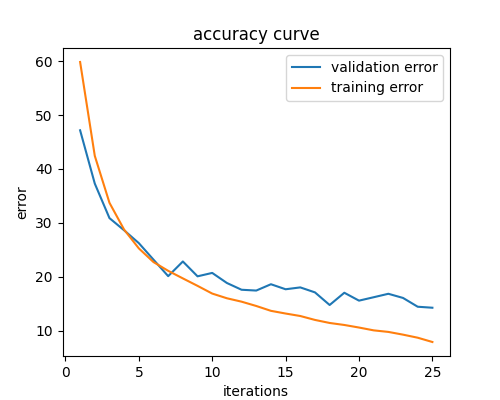 accuracy curve
validation error
training error
60
50
40
30
20
10
error
0 5 10 15 20 25
iterations